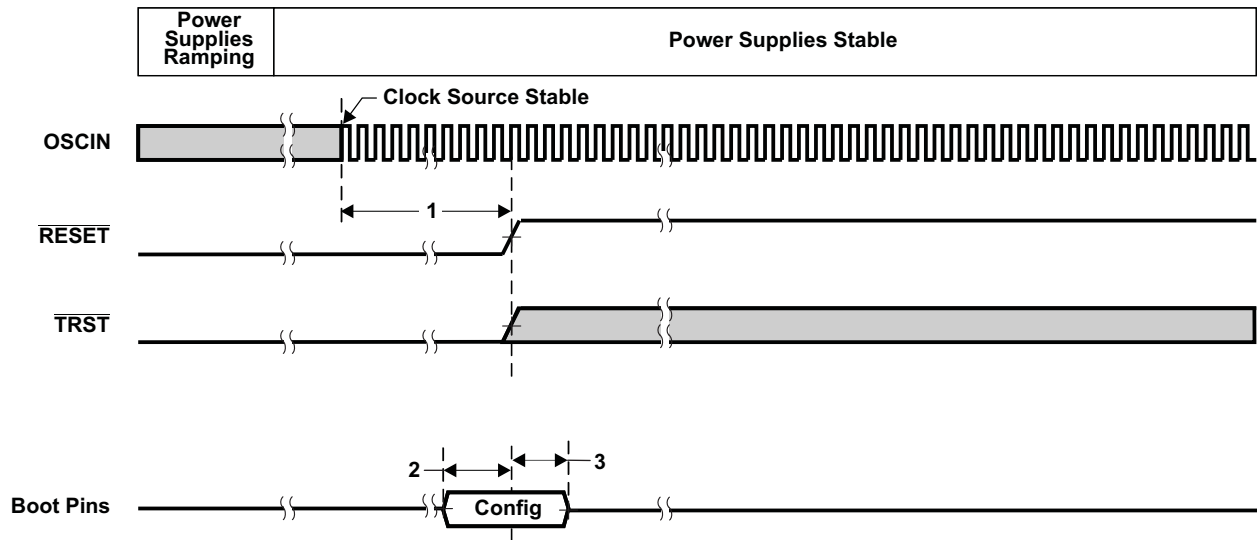 Power
Supplies
Ramping
Power Supplies Stable
Clock Source Stable
OSCIN
1
RESET
TRST
2
3
Boot Pins
Config